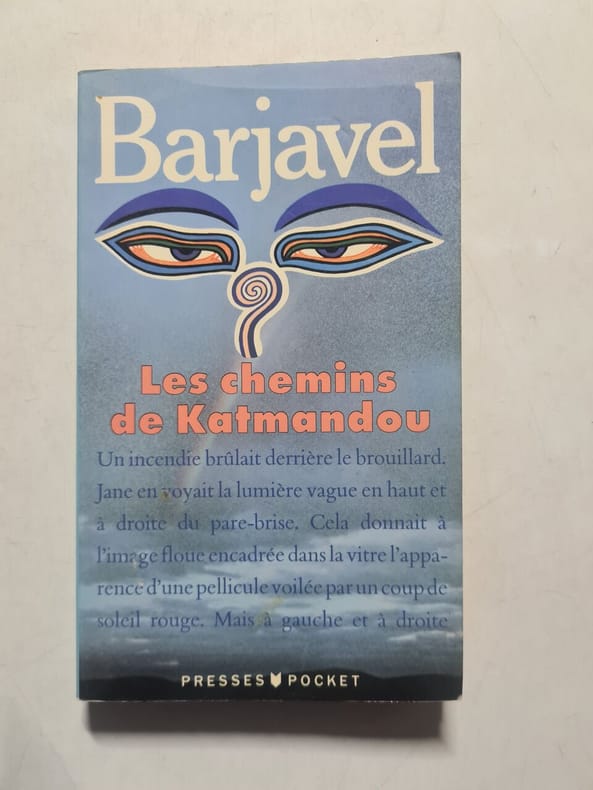 Barjavel
Les chemins
de Katmandou
Un incendie brûlait derrière le brouillard.
Jane en voyait la lumière vague en haut et
à droite du pare-brise. Cela donnait à
l'image floue encadrée dans la vitre l'appa-
rence d'une pellicule voilée par un coup de
soleil rouge. Mais à gauche et à droite
PRESSES POCKET